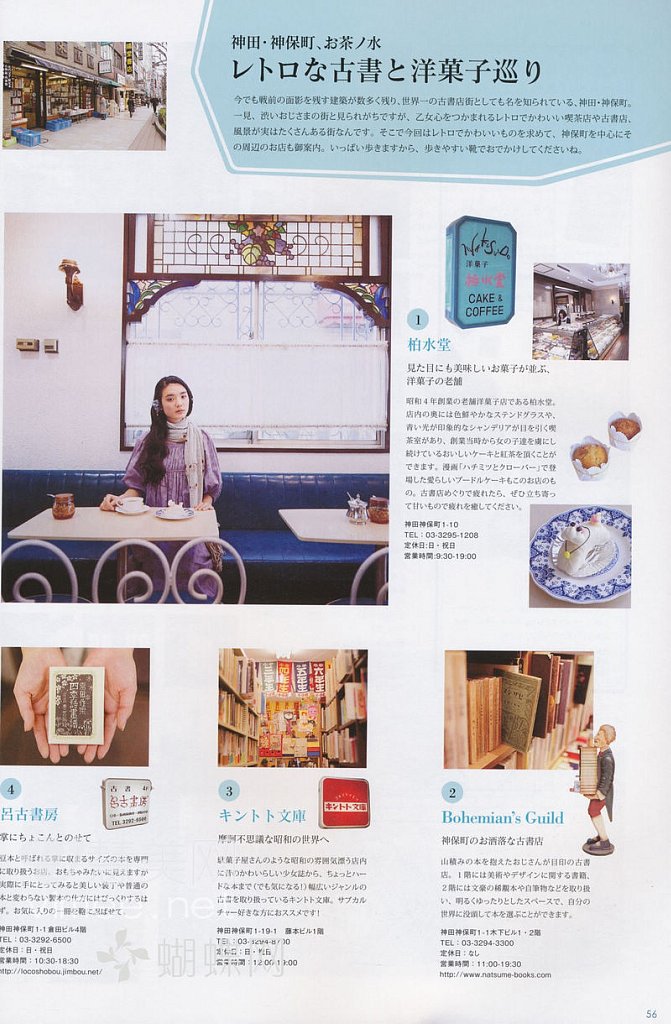 神田・神保町、お茶ノ水
レトロな古書と洋菓子巡り
今でも戦前の面影を残す建築が数多く残り、世界一の古書店街としても名を知られている、神田・神保町。
一見、渋いおじさまの街と見られがちですが、乙女心をつかまれるレトロでかわいい喫茶店や古書店、
風景が実はたくさんある街なんです。そこで今回はレトロでかわいいものを求めて、神保町を中心にそ
の周辺のお店も御案内。いっぱい歩きますから、歩きやすい靴でおでかけしてくださいね。
洋菓子
柏水堂
CAKE &
COFFEE
1
柏水堂
見た目にも美味しいお菓子が並ぶ、
洋菓子の老舗
昭和4年創業の老舗洋菓子店である柏水堂。
店内の奥には色鮮やかなステンドグラスや、
青い光が印象的なシャンデリアが目を引く喫
茶室があり、創業当時から女の子達を虜にし
続けているおいしいケーキと紅茶を頂くことが
できます。漫画「ハチミツとクローバー」で登
場した愛らしいプードルケーキもこのお店のも
の。古書店めぐりで疲れたら、ぜひ立ち寄っ
て甘いもので疲れを癒してください。
神田神保町1-10
TEL：03-3295-1208
定休日:日・祝日
営業時間:9:30-19:00
4
呂古書房
掌にちょこんとのせて
豆本と呼ばれる掌に収まるサイズの本を専門
に取り扱うお店。おもちゃみたいに見えますが
実際に手にとってみると美しい装丁や普通の
本と変わらない製本の仕方にはびっくりするは
ず。お気に入りの一冊を鞄に忍ばせて。
神田神保町1-1倉田ビル4階
TEL：03-3292-6500
定休日：日・祝日
営業時間：10:30-18:30
http://locoshobou.jimbou.net/
古書
呂古書房
3
キントト文庫
摩訶不思議な昭和の世界へ
駄菓子屋さんのような昭和の雰囲気漂う店内
に昔のかわいらしい少女誌から、ちょっとハー
ドな本まで(でも気になる!)幅広いジャンルの
古書を取り扱っているキントト文庫。サブカル
チャー好きな方におススメです!
神田神保町1-19-1 藤本ビル1階
定休日：日・祝日
営業時間：12:00-19:00
キントト文庫
2
Bohemian's Guild
神保町のお洒落な古書店
山積みの本を抱えたおじさんが目印の古書
店。1階には美術やデザインに関する書籍、
2階には文豪の稀覯本や自筆物などを取り扱
い、明るくゆったりとしたスペースで、自分の
世界に没頭して本を選ぶことができます。
神田神保町1-1木下ビル1・2階
TEL：03-3294-3300
定休日：なし
営業時間：11:00-19:30
http://www.natsume-books.com
蝴蝶网
56